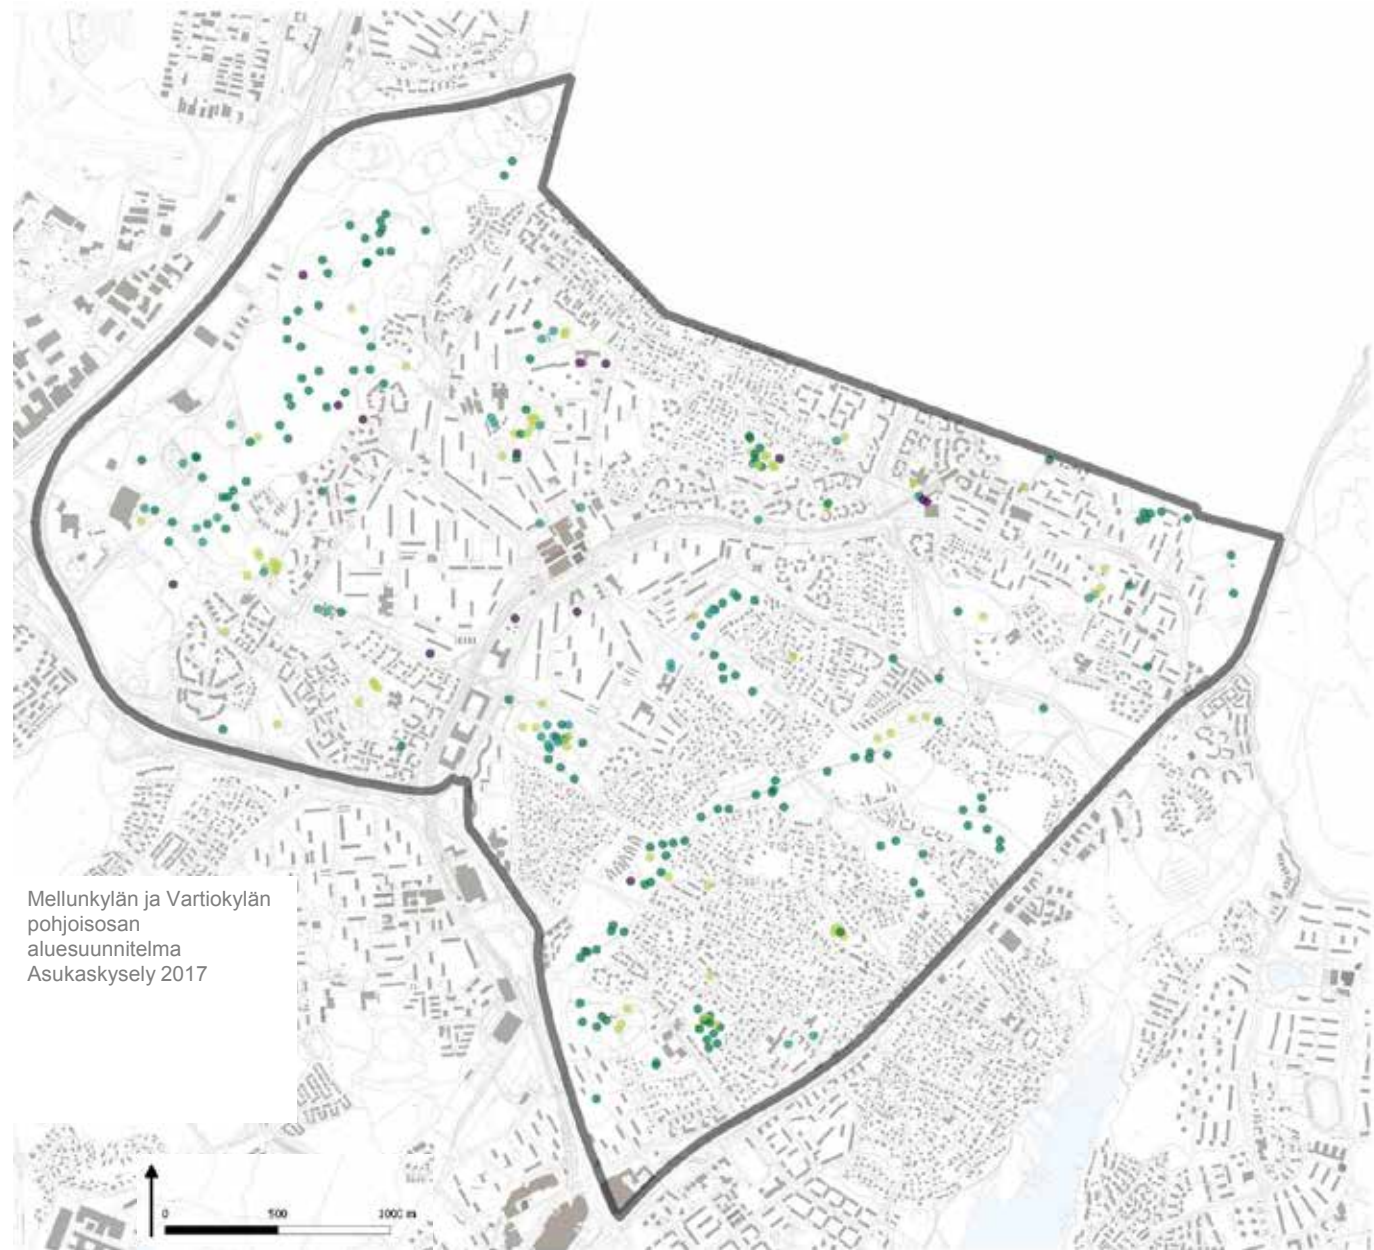 Mellunkylän ja Vartiokylän
pohjoisosan
aluesuunnitelma
Asukaskysely 2017
0 500 1000 m